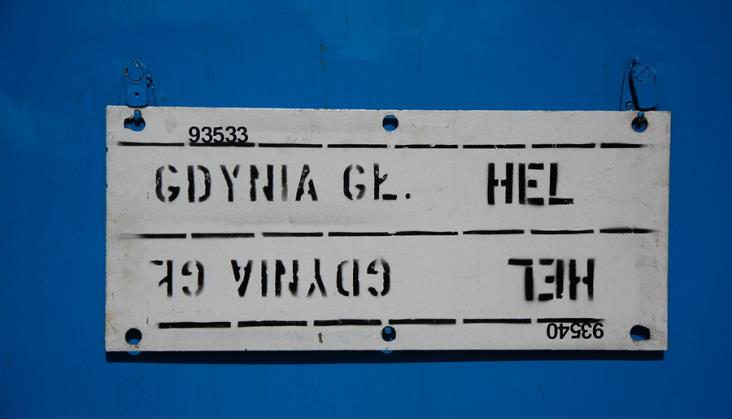 93533
GDYNIA GŁ. HEL
93540
HEL GDYNIA GŁ